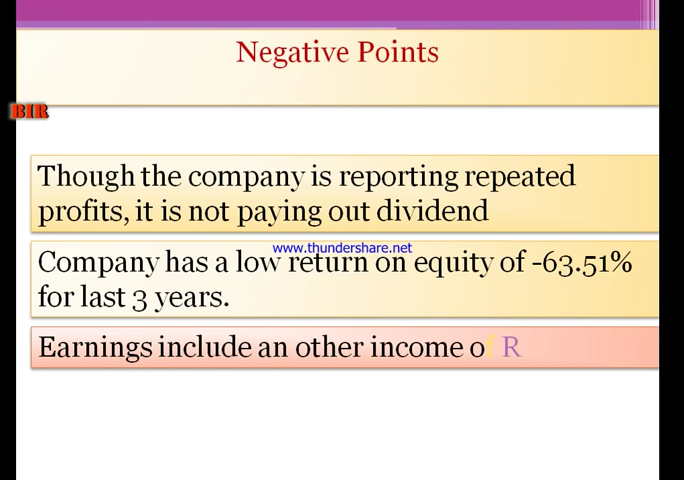 Negative Points
BIR
Though the company is reporting repeated
profits, it is not paying out dividend
www.thundershare.net
Company has a low return on equity of -63.51%
for last 3 years.
Earnings include an other income of R